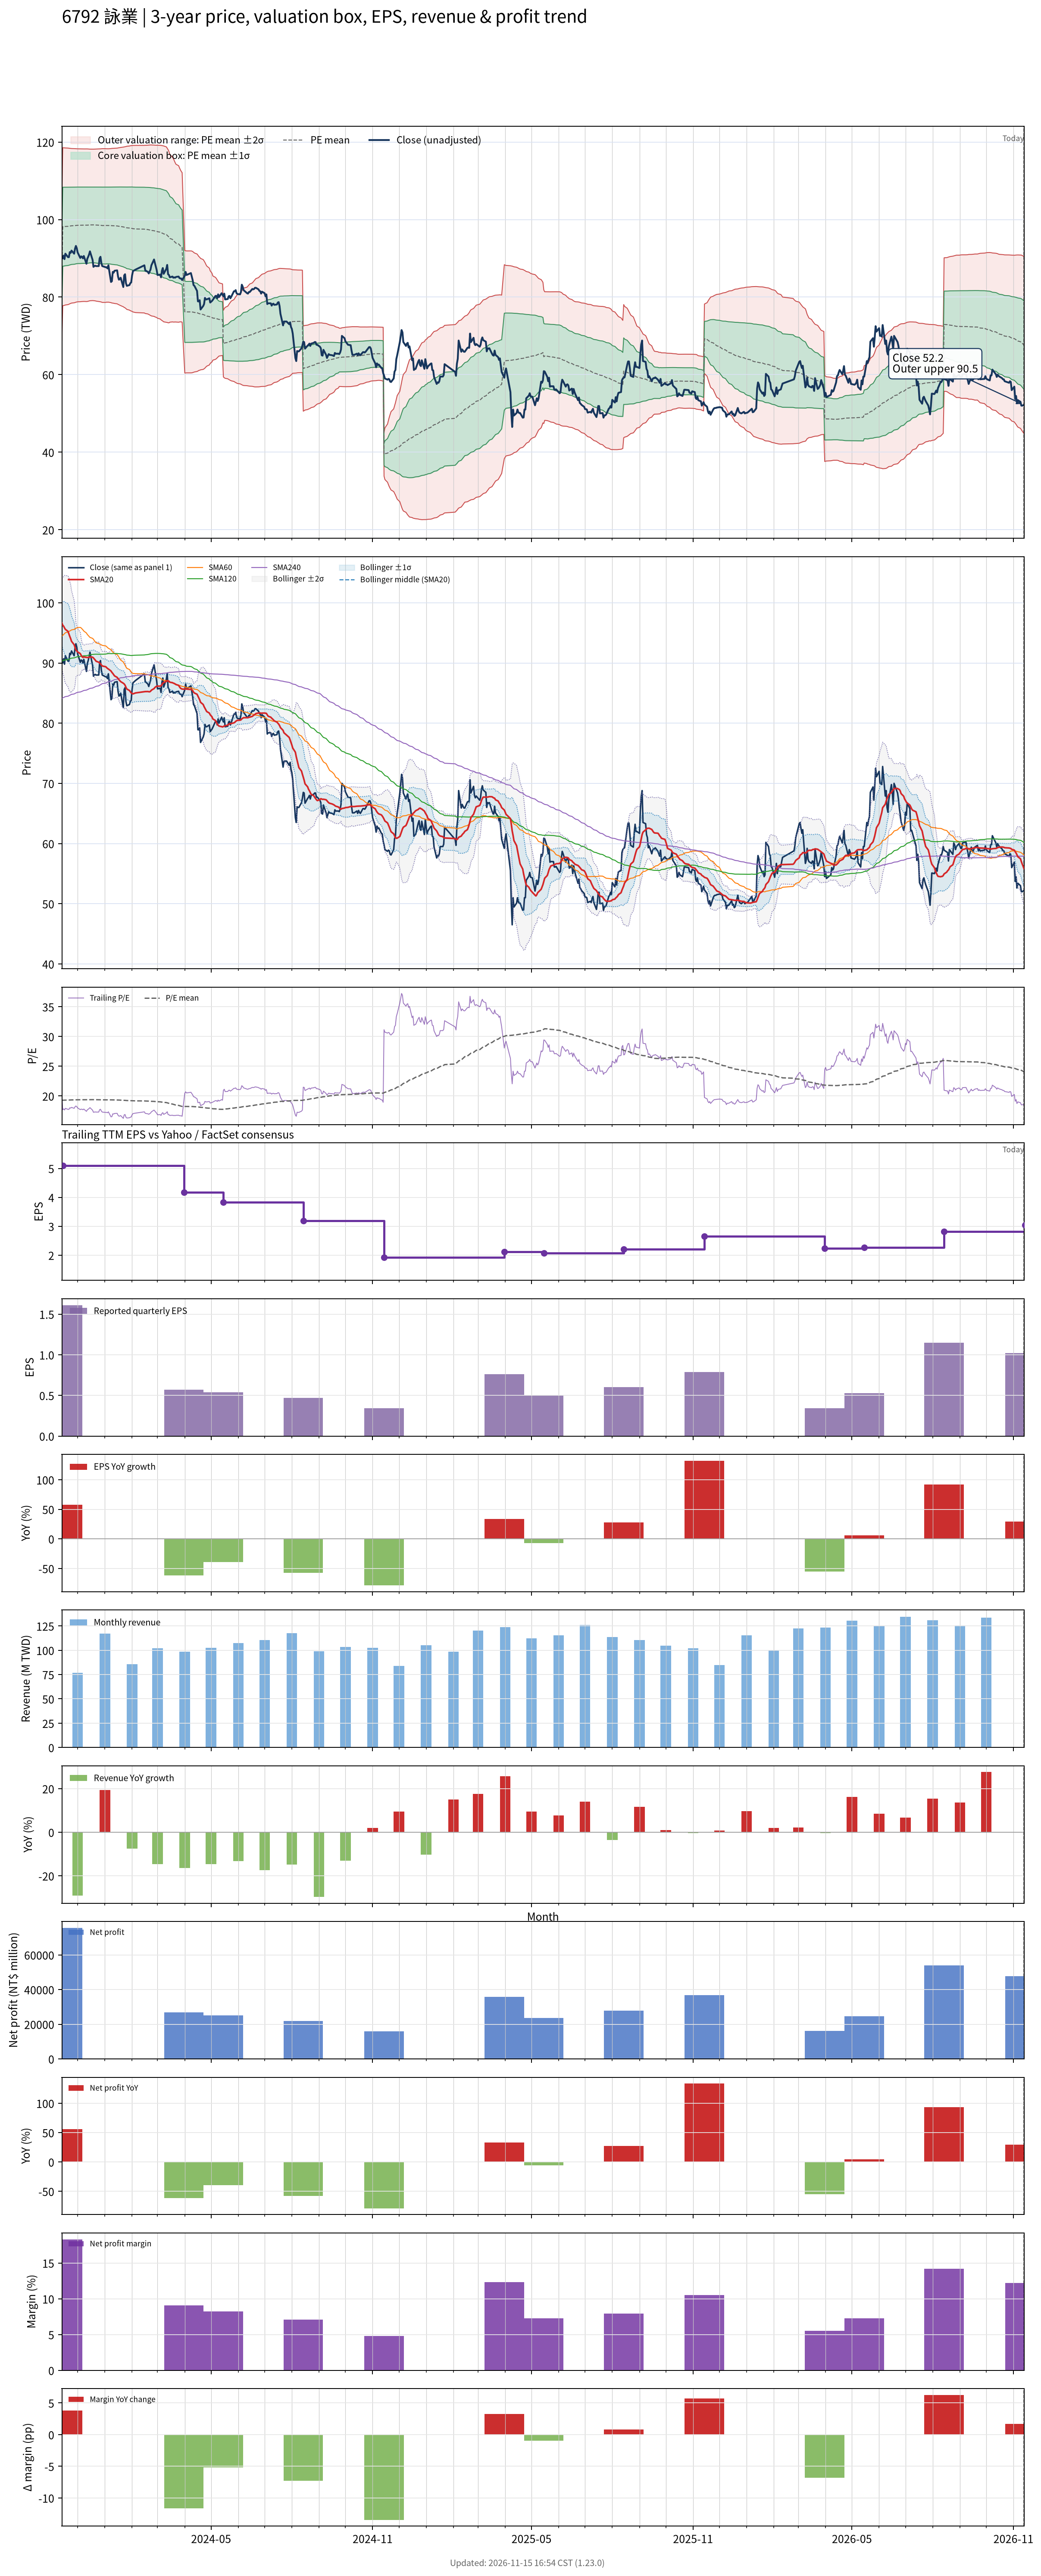 6792 詠業 | 3-year price, valuation box, EPS, revenue & profit trend
Outer valuation range: PE mean ±2σ
PE mean
Close (unadjusted)
Core valuation box: PE mean ±1σ
Today
Price (TWD)
120
100
80
60
40
20
Close 52.2
Outer upper 90.5
Close (same as panel 1)
SMA60
SMA240
Bollinger ±1σ
SMA20
SMA120
Bollinger ±2σ
Bollinger middle (SMA20)
Price
100
90
80
70
60
50
40
Trailing P/E
P/E mean
P/E
35
30
25
20
Trailing TTM EPS vs Yahoo / FactSet consensus
Today
EPS
5
4
3
2
Reported quarterly EPS
EPS
1.5
1.0
0.5
0.0
EPS YoY growth
YoY (%)
100
50
0
-50
Monthly revenue
Revenue (M TWD)
125
100
75
50
25
0
Revenue YoY growth
YoY (%)
20
0
-20
Month
Net profit
Net profit (NT$ million)
60000
40000
20000
0
Net profit YoY
YoY (%)
100
50
0
-50
Net profit margin
Margin (%)
15
10
5
0
Margin YoY change
Δ margin (pp)
5
0
-5
-10
2024-05
2024-11
2025-05
2025-11
2026-05
2026-11
Updated: 2026-11-15 16:54 CST (1.23.0)